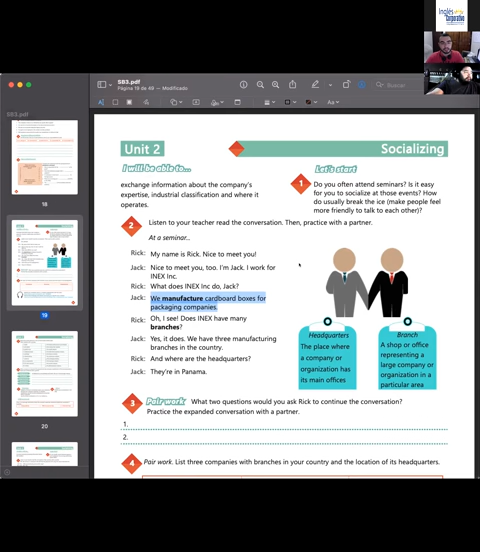 Inglés
Corporativo
SB3.pdf
Página 19 de 49 — Modificado
Buscar
SB3.pdf
18
19
20
Unit 2
Socializing
I will be able to...
Let's start
exchange information about the company's
expertise, industrial classification and where it
operates.
1
Do you often attend seminars? Is it easy
for you to socialize at those events? How
do usually break the ice (make people feel
more friendly to talk to each other)?
2
Listen to your teacher read the conversation. Then, practice with a partner.
At a seminar...
Rick: My name is Rick. Nice to meet you!
Jack: Nice to meet you, too. I'm Jack. I work for
INEX Inc.
Rick: What does INEX Inc do, Jack?
Jack: We manufacture cardboard boxes for
packaging companies.
Rick: Oh, I see! Does INEX have many
branches?
Jack: Yes, it does. We have three manufacturing
branches in the country.
Rick: And where are the headquarters?
Jack: They're in Panama.
Headquarters
The place where
a company or
organization has
its main offices
Branch
A shop or office
representing a
large company or
organization in a
particular area
3
Pair work What two questions would you ask Rick to continue the conversation?
Practice the expanded conversation with a partner.
1.
2.
4
Pair work. List three companies with branches in your country and the location of its headquarters.